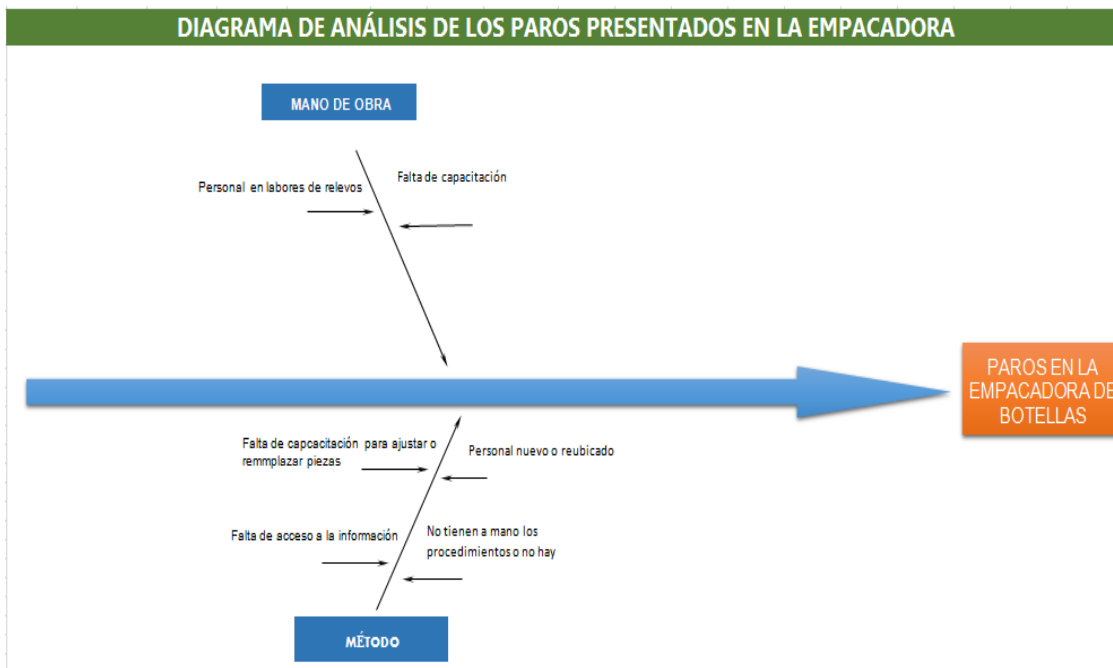 DIAGRAMA DE ANÁLISIS DE LOS PAROS PRESENTADOS EN LA EMPACADORA
MANO DE OBRA
Personal en labores de relevos
Falta de capacitación
PAROS EN LA
EMPACADORA DE
BOTELLAS
Falta de capcacitación para ajustar o
remmplazar piezas
Personal nuevo o reubicado
Falta de acceso a la información
No tienen a mano los
procedimientos o no hay
MÉTODO